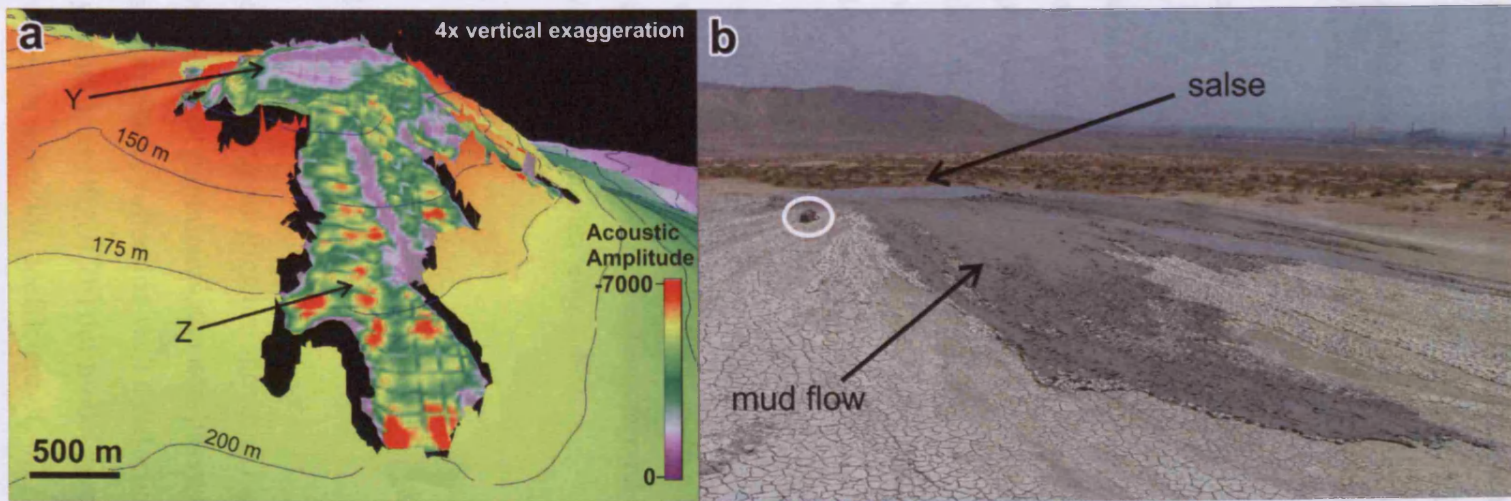 a
4x vertical exaggeration
Y
150 m
175 m
Z
200 m
500 m
Acoustic
Amplitude
-7000
0
b
salse
mud flow